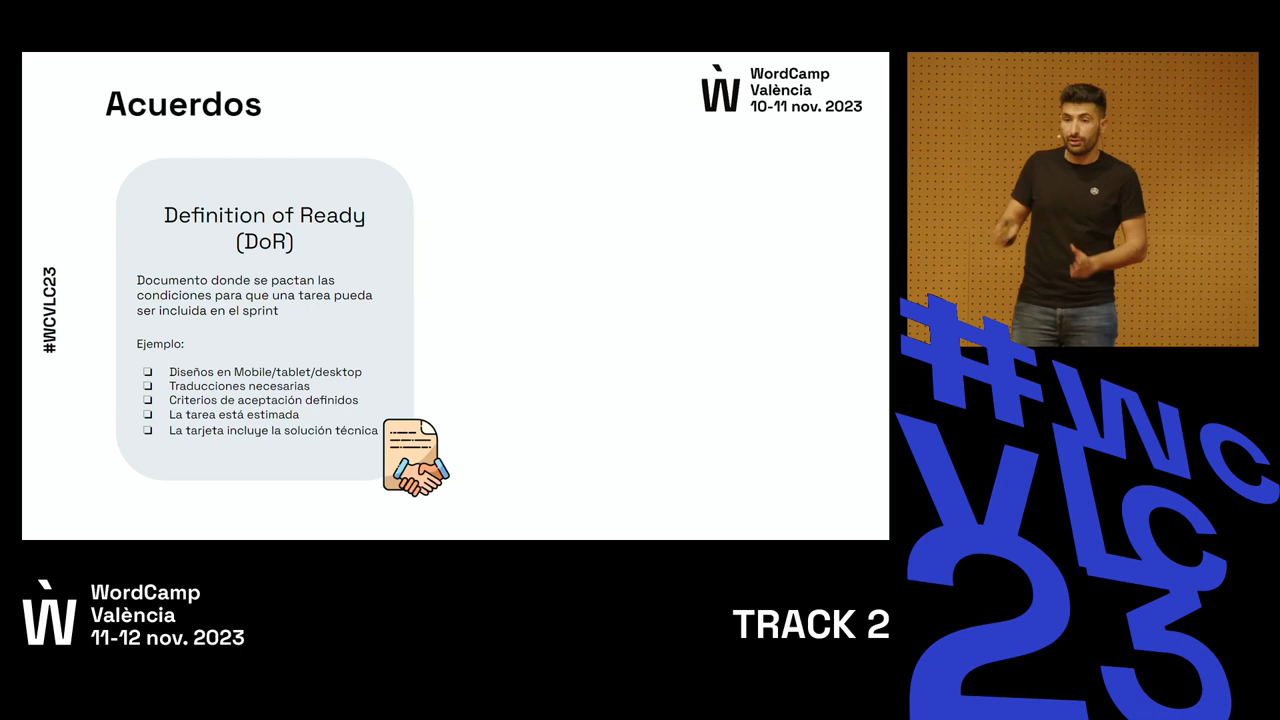 Acuerdos
WordCamp
València
10-11 nov. 2023
#WCVLC23
Definition of Ready
(DoR)
Documento donde se pactan las
condiciones para que una tarea pueda
ser incluida en el sprint
Ejemplo:
Diseños en Mobile/tablet/desktop
Traducciones necesarias
Criterios de aceptación definidos
La tarea está estimada
La tarjeta incluye la solución técnica
WordCamp
València
11-12 nov. 2023
TRACK 2
#WC
VLC
23